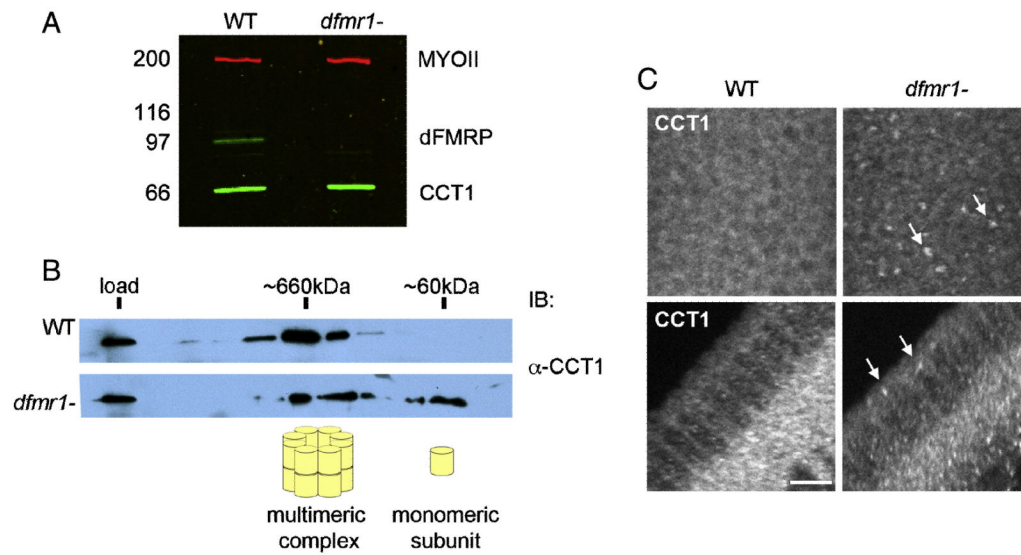 A
WT dfmr1-
200 MYOII
116
97 dFMRP
66 CCT1
B
load ~660kDa ~60kDa IB:
WT
α-CCT1
dfmr1-
multimeric complex
monomeric subunit
C
WT dfmr1-
CCT1
CCT1